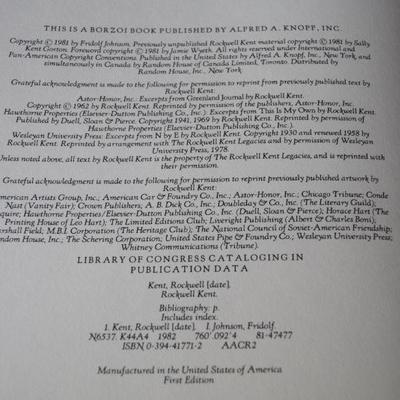 THIS IS A BORZOI BOOK PUBLISHED BY ALFRED A. KNOPF, INC.
Copyright © 1981 by Fridolf Johnson. Previously unpublished Rockwell Kent material copyright © 1981 by Sally
Kent Gorton. Foreword copyright © 1981 by Jamie Wyeth. All rights reserved under International and
Pan-American Copyright Conventions. Published in the United States by Alfred A. Knopf, Inc., New York, and
simultaneously in Canada by Random House of Canada Limited, Toronto. Distributed by
Random House, Inc., New York
Grateful acknowledgment is made to the following for permission to reprint from previously published text by
Rockwell Kent:
Astor-Honor, Inc.: Excerpts from Greenland Journal by Rockwell Kent.
Copyright © 1962 by Rockwell Kent. Reprinted by permission of the publishers, Astor-Honor, Inc.
Hawthorne Properties (Elsevier-Dutton Publishing Co., Inc.): Excerpts from This Is My Own by Rockwell Kent.
Published by Duell, Sloan & Pierce. Copyright 1941, 1969 by Rockwell Kent. Reprinted by permission of
Hawthorne Properties (Elsevier-Dutton Publishing Co., Inc.).
Wesleyan University Press: Excerpts from N by E by Rockwell Kent. Copyright 1930 and renewed 1958 by
Rockwell Kent. Reprinted by arrangement with The Rockwell Kent Legacies and by permission of Wesleyan
University Press, 1978.
Unless noted above, all text by Rockwell Kent is the property of The Rockwell Kent Legacies, and is reprinted with
their permission.
Grateful acknowledgment is made to the following for permission to reprint previously published artwork by
Rockwell Kent:
American Artists Group, Inc.; American Car & Foundry Co., Inc.; Astor-Honor, Inc.; Chicago Tribune; Conde
Nast (Vanity Fair); Crown Publishers; A. B. Dick Co., Inc.; Doubleday & Co., Inc. (The Literary Guild);
quire; Hawthorne Properties/Elsevier-Dutton Publishing Co., Inc. (Duell, Sloan & Pierce); Horace Hart (The
Printing House of Leo Hart); The Limited Editions Club; Liveright Publishing (Albert & Charles Boni);
rshall Field; M.B.I. Corporation (The Heritage Club); The National Council of Soviet-American Friendship;
ndom House, Inc.; The Schering Corporation; United States Pipe & Foundry Co.; Wesleyan University Press;
Whitney Communications (Tribune).
LIBRARY OF CONGRESS CATALOGING IN
PUBLICATION DATA
Kent, Rockwell [date].
Rockwell Kent.
Bibliography: p.
Includes index.
1. Kent, Rockwell [date]. I. Johnson, Fridolf.
N6537. K44A4 1982 760'.092'4 81-47477
ISBN 0-394-41771-2 AACR2
Manufactured in the United States of America
First Edition